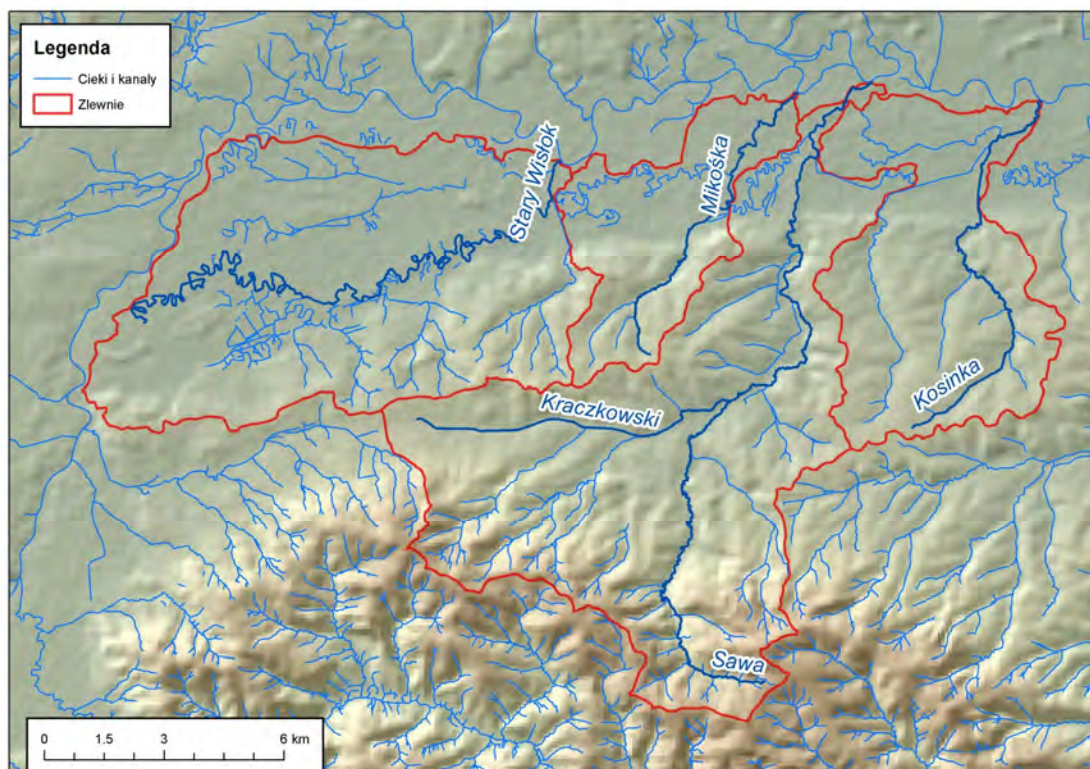 Legenda
Cieki i kanały
Zlewnie
Stary Wisłok
Mikośka
Kraczkowski
Kosinka
Sawa
0 1.5 3 6 km